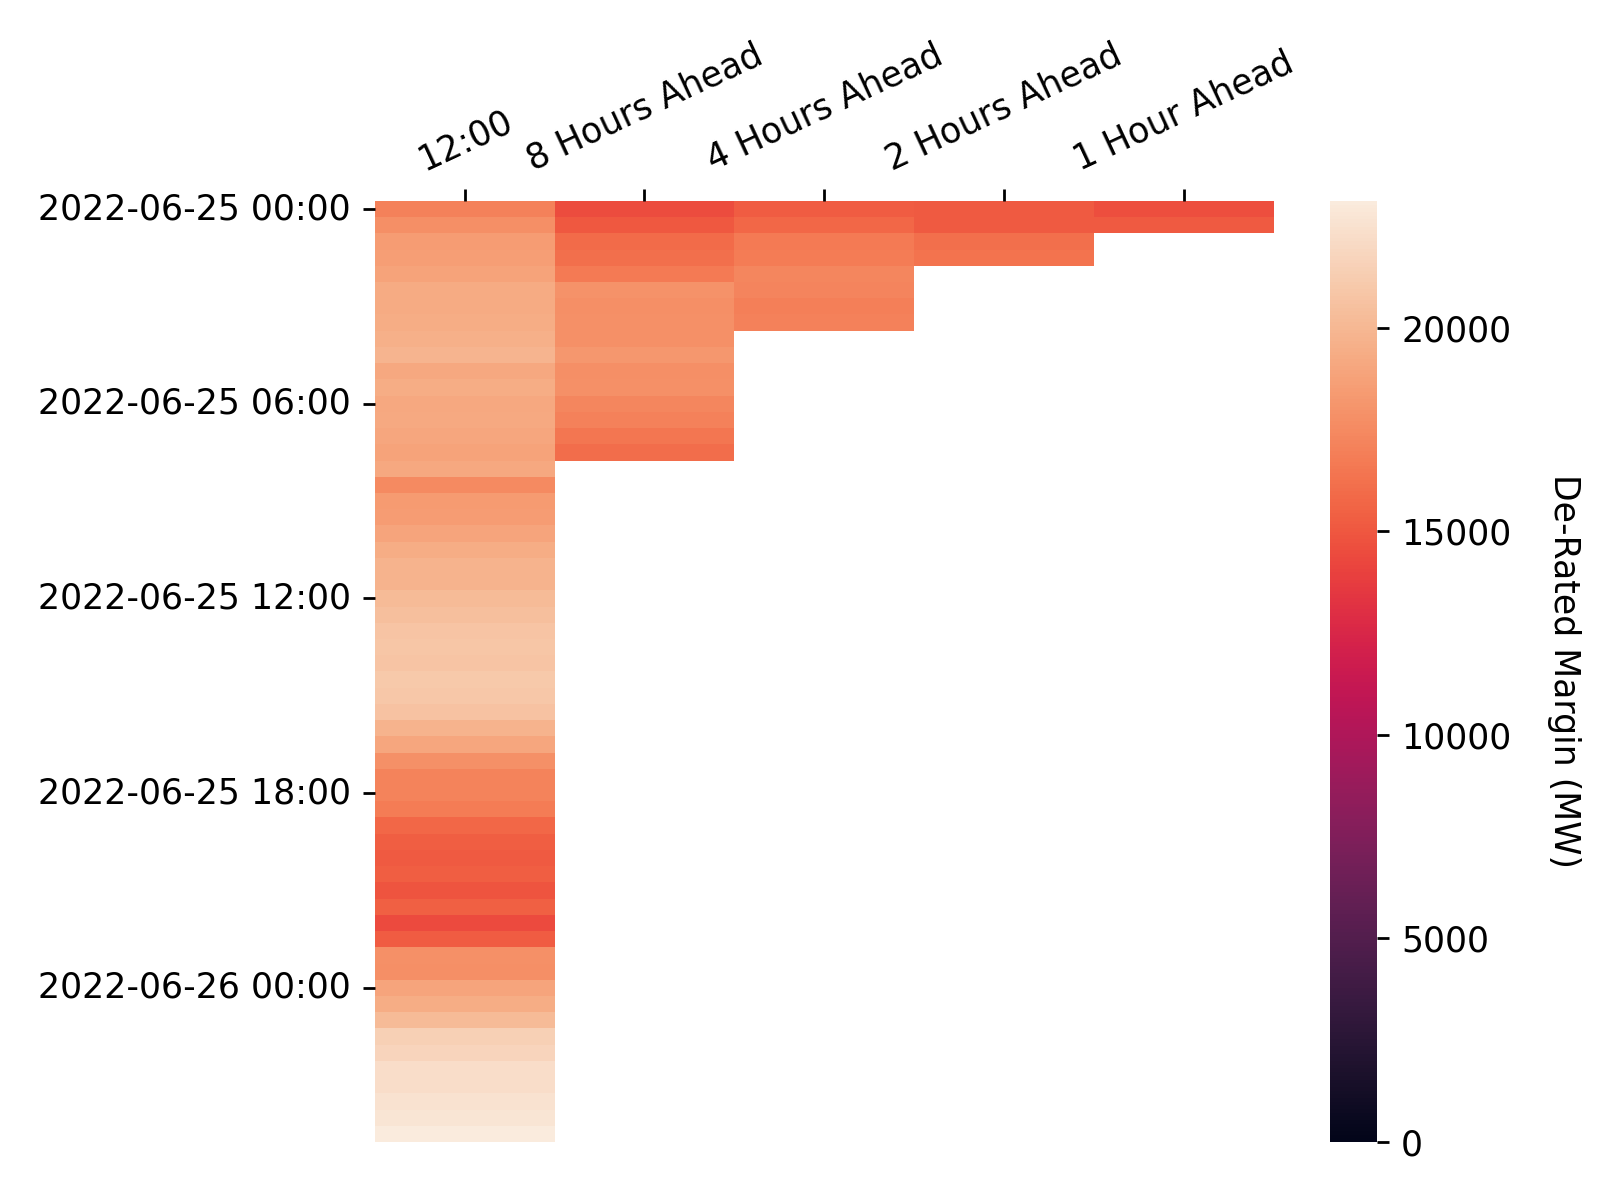 12:00
8 Hours Ahead
4 Hours Ahead
2 Hours Ahead
1 Hour Ahead
2022-06-25 00:00
2022-06-25 06:00
2022-06-25 12:00
2022-06-25 18:00
2022-06-26 00:00
20000
15000
10000
5000
0
De-Rated Margin (MW)